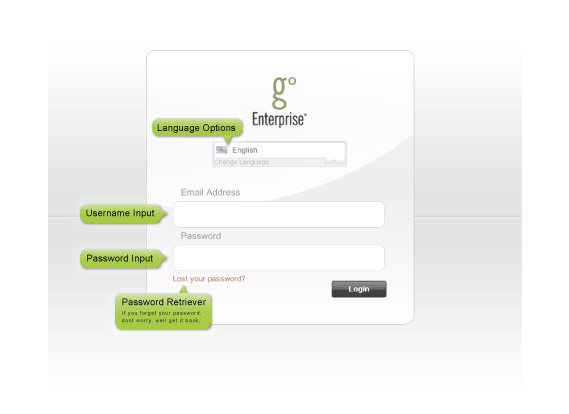 g°
Enterprise
Language Options
English
Change Language
Email Address
Username Input
Password
Password Input
Lost your password?
Login
Password Retriever
If you forget your password,
dont worry, well get it back.